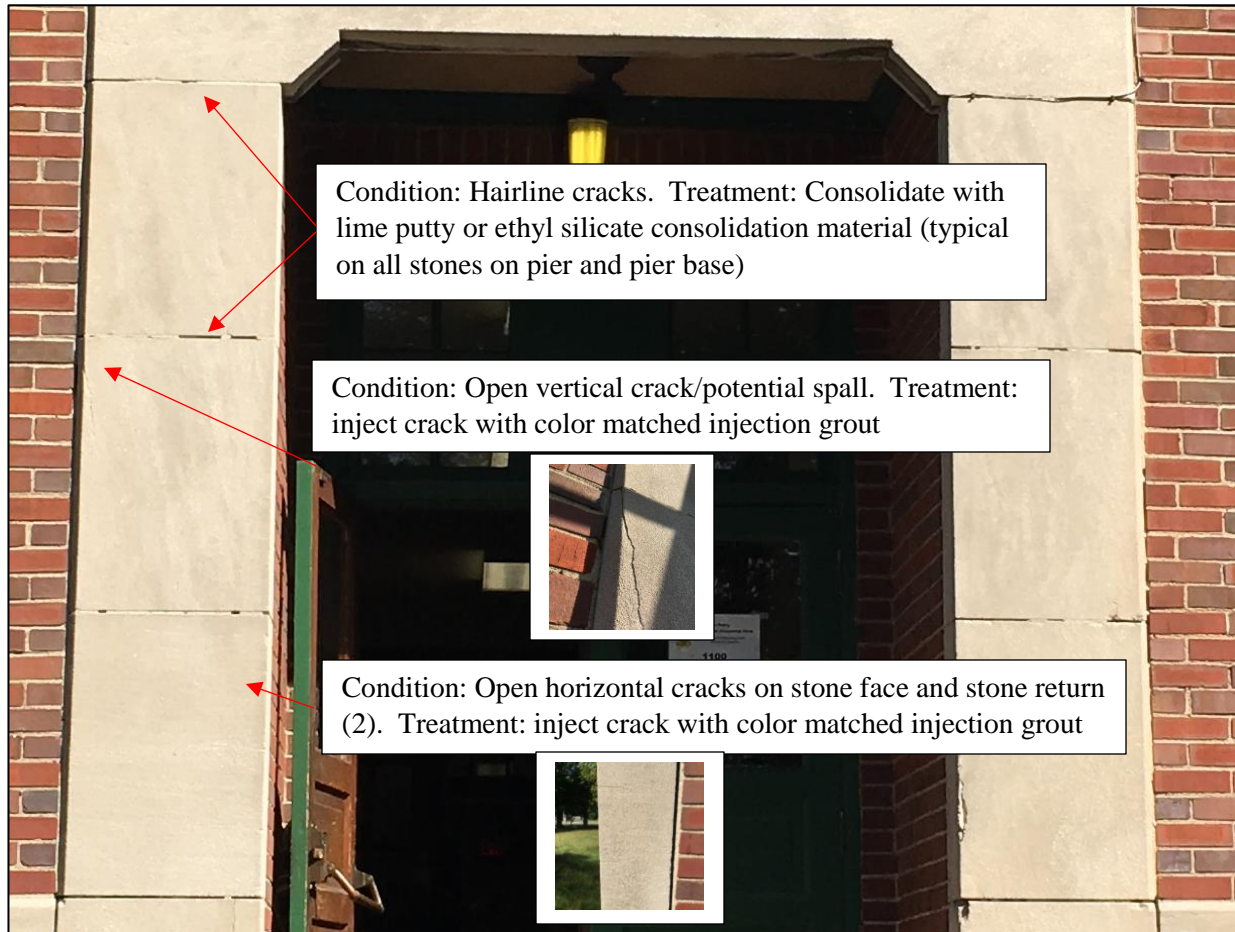 Condition: Hairline cracks.  Treatment: Consolidate with
lime putty or ethyl silicate consolidation material (typical
on all stones on pier and pier base)
Condition: Open vertical crack/potential spall.  Treatment:
inject crack with color matched injection grout
1100
Condition: Open horizontal cracks on stone face and stone return
(2).  Treatment: inject crack with color matched injection grout